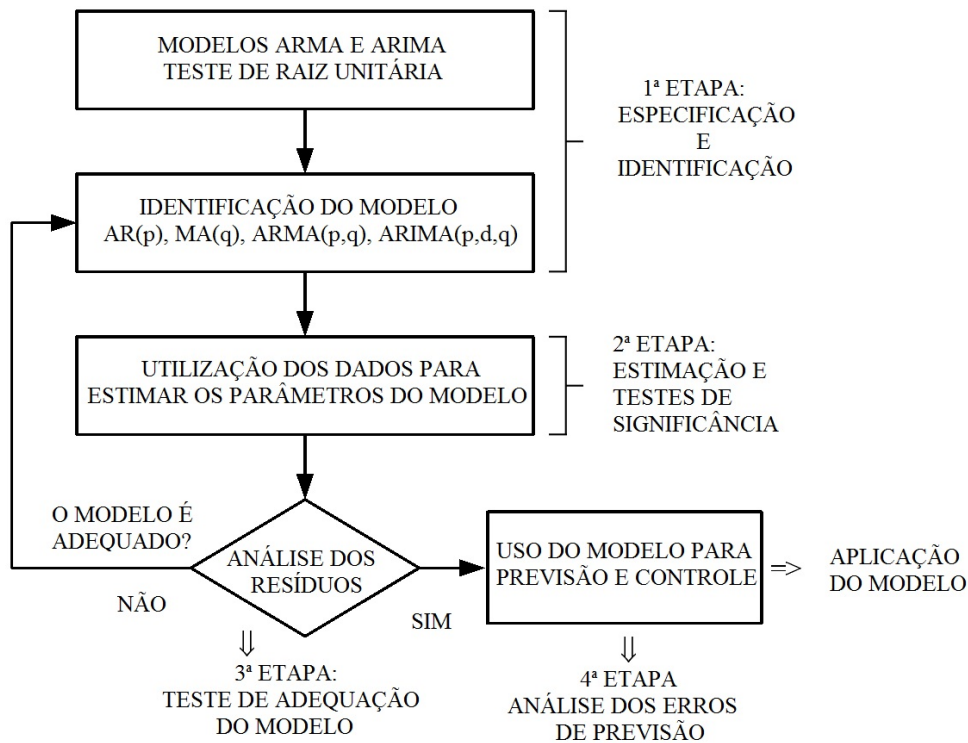 MODELOS ARMA E ARIMA
TESTE DE RAIZ UNITÁRIA
1ª ETAPA:
ESPECIFICAÇÃO
E
IDENTIFICAÇÃO
IDENTIFICAÇÃO DO MODELO
AR(p), MA(q), ARMA(p,q), ARIMA(p,d,q)
UTILIZAÇÃO DOS DADOS PARA
ESTIMAR OS PARÂMETROS DO MODELO
2ª ETAPA:
ESTIMAÇÃO E
TESTES DE
SIGNIFICÂNCIA
O MODELO É
ADEQUADO?
ANÁLISE DOS
RESÍDUOS
NÃO
SIM
USO DO MODELO PARA
PREVISÃO E CONTROLE
=>
APLICAÇÃO
DO MODELO
⇓
3ª ETAPA:
TESTE DE ADEQUAÇÃO
DO MODELO
⇓
4ª ETAPA
ANÁLISE DOS ERROS
DE PREVISÃO